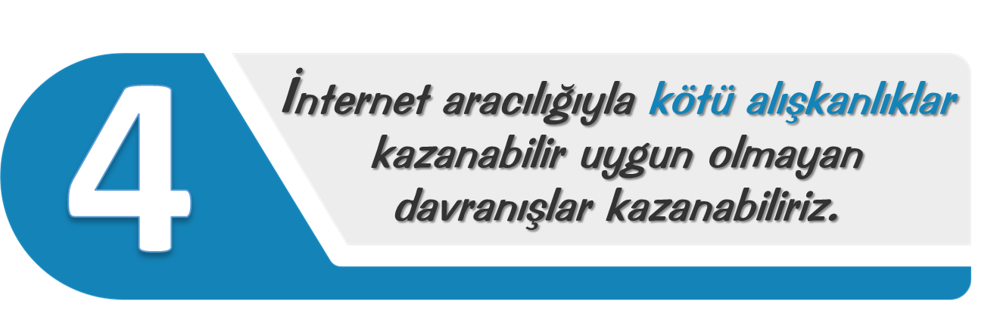 4
İnternet aracılığıyla kötü alışkanlıklar
kazanabilir uygun olmayan
davranışlar kazanabiliriz.